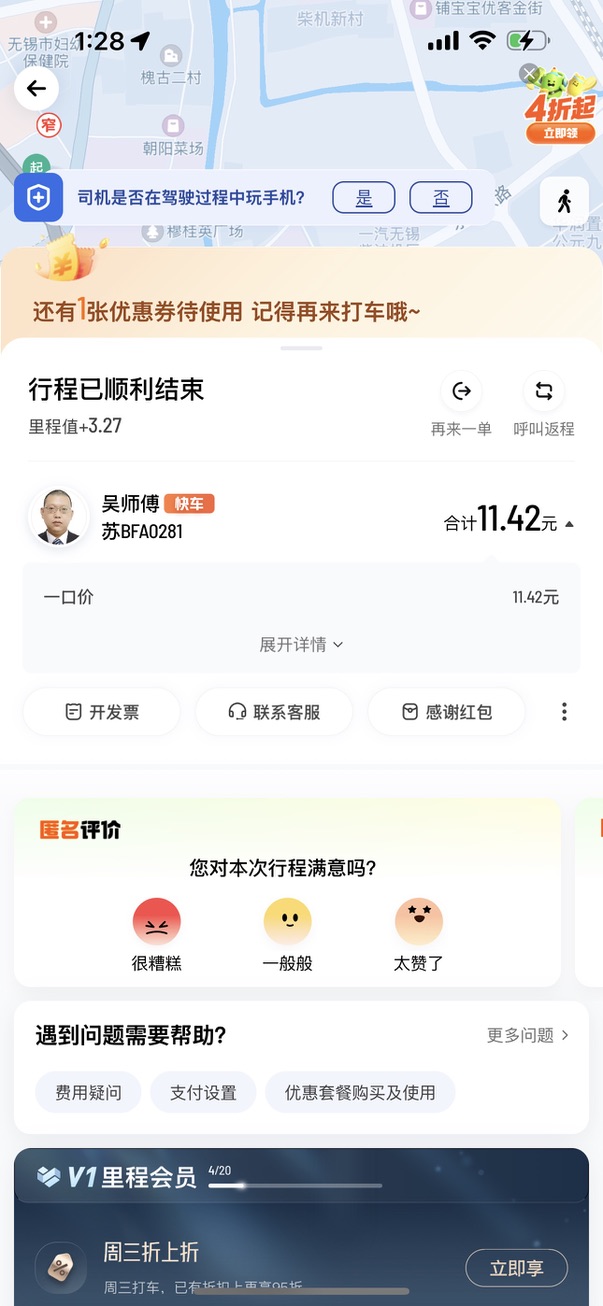 柴机新村
铺宝宝优客金街
无锡市妇幼
保健院
1:28
槐古二村
4折起
立即领
窄
朝阳菜场
起
司机是否在驾驶过程中玩手机?
是
否
路
穆桂英广场
一汽无锡
公元九
还有1张优惠券待使用 记得再来打车哦~
行程已顺利结束
里程值+3.27
再来一单
呼叫返程
吴师傅 快车
苏BFA0281
合计11.42元
一口价
11.42元
展开详情
开发票
联系客服
感谢红包
匿名评价
您对本次行程满意吗?
很糟糕
一般般
太赞了
遇到问题需要帮助?
更多问题
费用疑问
支付设置
优惠套餐购买及使用
V1里程会员
4/20
周三折上折
周三打车,已有折扣上再享95折
立即享